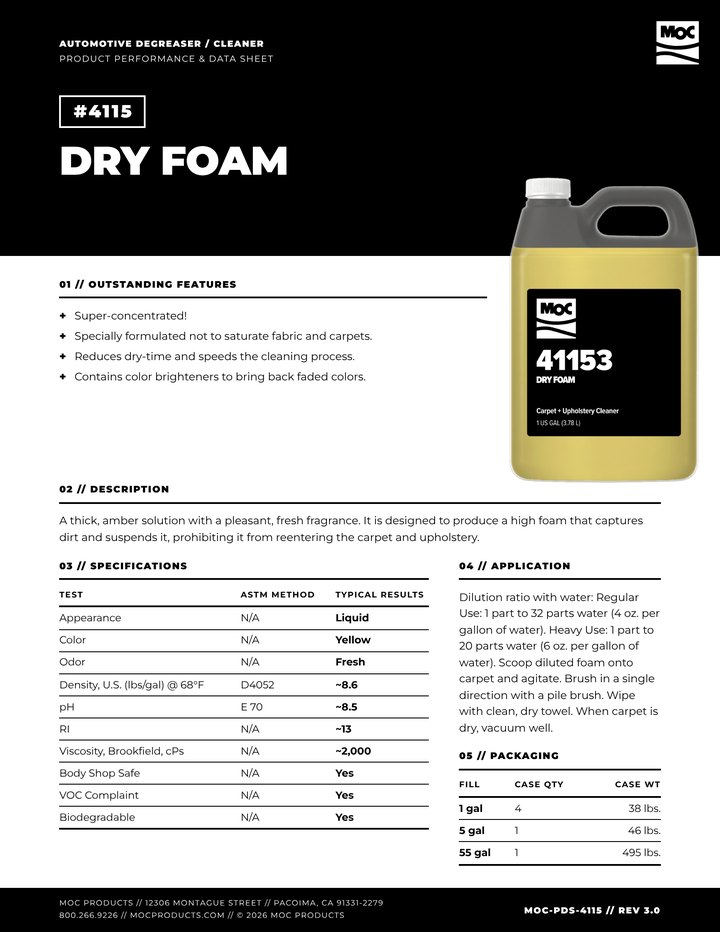 AUTOMOTIVE DEGREASER / CLEANER
PRODUCT PERFORMANCE & DATA SHEET
MOC
#4115
DRY FOAM
01 // OUTSTANDING FEATURES
+ Super-concentrated!
+ Specially formulated not to saturate fabric and carpets.
+ Reduces dry-time and speeds the cleaning process.
+ Contains color brighteners to bring back faded colors.
MOC
41153
DRY FOAM
Carpet + Upholstery Cleaner
1 US GAL (3.78 L)
02 // DESCRIPTION
A thick, amber solution with a pleasant, fresh fragrance. It is designed to produce a high foam that captures
dirt and suspends it, prohibiting it from reentering the carpet and upholstery.
03 // SPECIFICATIONS
TEST ASTM METHOD TYPICAL RESULTS
Appearance N/A Liquid
Color N/A Yellow
Odor N/A Fresh
Density, U.S. (lbs/gal) @ 68°F D4052 ~8.6
pH E 70 ~8.5
RI N/A ~13
Viscosity, Brookfield, cPs N/A ~2,000
Body Shop Safe N/A Yes
VOC Complaint N/A Yes
Biodegradable N/A Yes
04 // APPLICATION
Dilution ratio with water: Regular
Use: 1 part to 32 parts water (4 oz. per
gallon of water). Heavy Use: 1 part to
20 parts water (6 oz. per gallon of
water). Scoop diluted foam onto
carpet and agitate. Brush in a single
direction with a pile brush. Wipe
with clean, dry towel. When carpet is
dry, vacuum well.
05 // PACKAGING
FILL CASE QTY CASE WT
1 gal 4 38 lbs.
5 gal 1 46 lbs.
55 gal 1 495 lbs.
MOC PRODUCTS // 12306 MONTAGUE STREET // PACOIMA, CA 91331-2279
800.266.9226 // MOCPRODUCTS.COM // © 2026 MOC PRODUCTS
MOC-PDS-4115 // REV 3.0